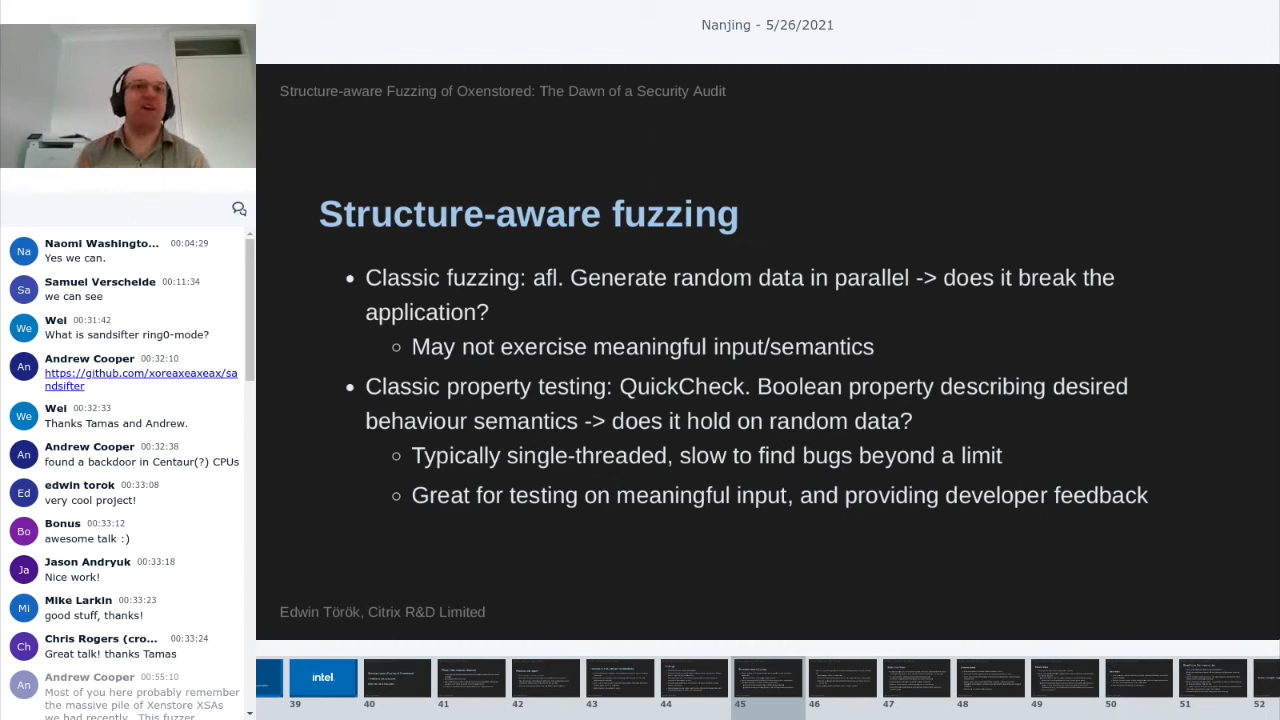 Nanjing - 5/26/2021
Structure-aware Fuzzing of Oxenstored: The Dawn of a Security Audit
Structure-aware fuzzing
• Classic fuzzing: afl. Generate random data in parallel -> does it break the
application?
○ May not exercise meaningful input/semantics
• Classic property testing: QuickCheck. Boolean property describing desired
behaviour semantics -> does it hold on random data?
○ Typically single-threaded, slow to find bugs beyond a limit
○ Great for testing on meaningful input, and providing developer feedback
Edwin Török, Citrix R&D Limited
Na Naomi Washingto... 00:04:29
Yes we can.
Sa Samuel Verschelde 00:11:34
we can see
We Wei 00:31:42
What is sandsifter ring0-mode?
An Andrew Cooper 00:32:10
https://github.com/xoreaxeaxeax/sa
ndsifter
We Wei 00:32:33
Thanks Tamas and Andrew.
An Andrew Cooper 00:32:38
found a backdoor in Centaur(?) CPUs
Ed edwin torok 00:33:08
very cool project!
Bo Bonus 00:33:12
awesome talk :)
Ja Jason Andryuk 00:33:18
Nice work!
Mi Mike Larkin 00:33:23
good stuff, thanks!
Ch Chris Rogers (cro... 00:33:24
Great talk! thanks Tamas
An Andrew Cooper 00:55:10
Most of you here probably remember
the massive pile of Xenstore XSAs
we had recently. This fuzzer
intel
39 40 41 42 43 44 45 46 47 48 49 50 51 52